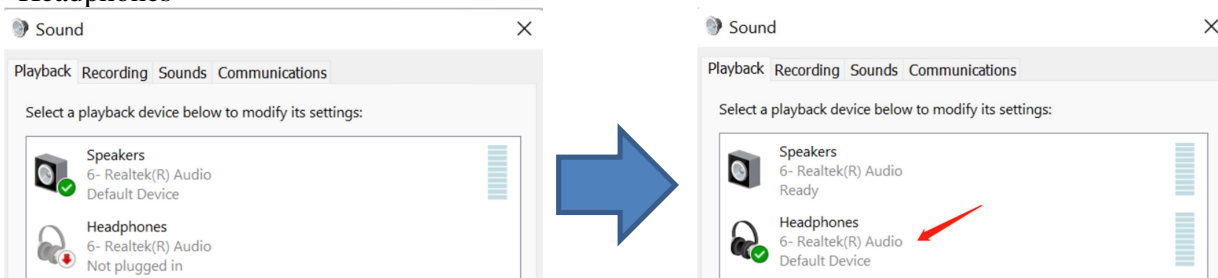 Headphones
Sound
Playback Recording Sounds Communications
Select a playback device below to modify its settings:
Speakers
6- Realtek(R) Audio
Default Device
Headphones
6- Realtek(R) Audio
Not plugged in
Sound
Playback Recording Sounds Communications
Select a playback device below to modify its settings:
Speakers
6- Realtek(R) Audio
Ready
Headphones
6- Realtek(R) Audio
Default Device